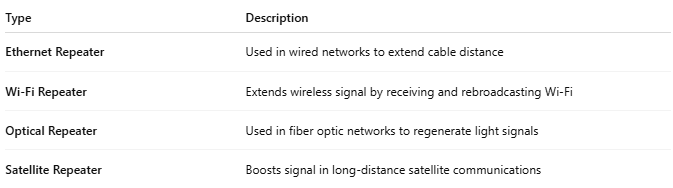 Type Description
Ethernet Repeater Used in wired networks to extend cable distance
Wi-Fi Repeater Extends wireless signal by receiving and rebroadcasting Wi-Fi
Optical Repeater Used in fiber optic networks to regenerate light signals
Satellite Repeater Boosts signal in long-distance satellite communications